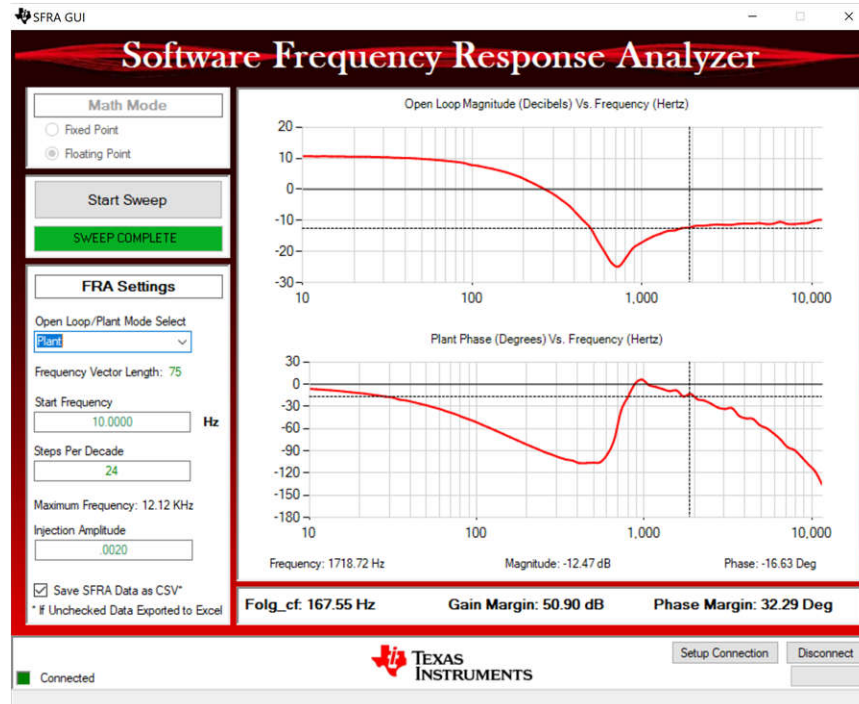 SFRA GUI
Software Frequency Response Analyzer
Math Mode
Fixed Point
Floating Point
Start Sweep
SWEEP COMPLETE
FRA Settings
Open Loop/Plant Mode Select
Plant
Frequency Vector Length: 75
Start Frequency
10.0000 Hz
Steps Per Decade
24
Maximum Frequency: 12.12 KHz
Injection Amplitude
.0020
Save SFRA Data as CSV*
* If Unchecked Data Exported to Excel
Open Loop Magnitude (Decibels) Vs. Frequency (Hertz)
20
10
0
-10
-20
-30
10 100 1,000 10,000
Plant Phase (Degrees) Vs. Frequency (Hertz)
30
0
-30
-60
-90
-120
-150
-180
10 100 1,000 10,000
Frequency: 1718.72 Hz Magnitude: -12.47 dB Phase: -16.63 Deg
Folg_cf: 167.55 Hz Gain Margin: 50.90 dB Phase Margin: 32.29 Deg
Connected
TEXAS
INSTRUMENTS
Setup Connection Disconnect